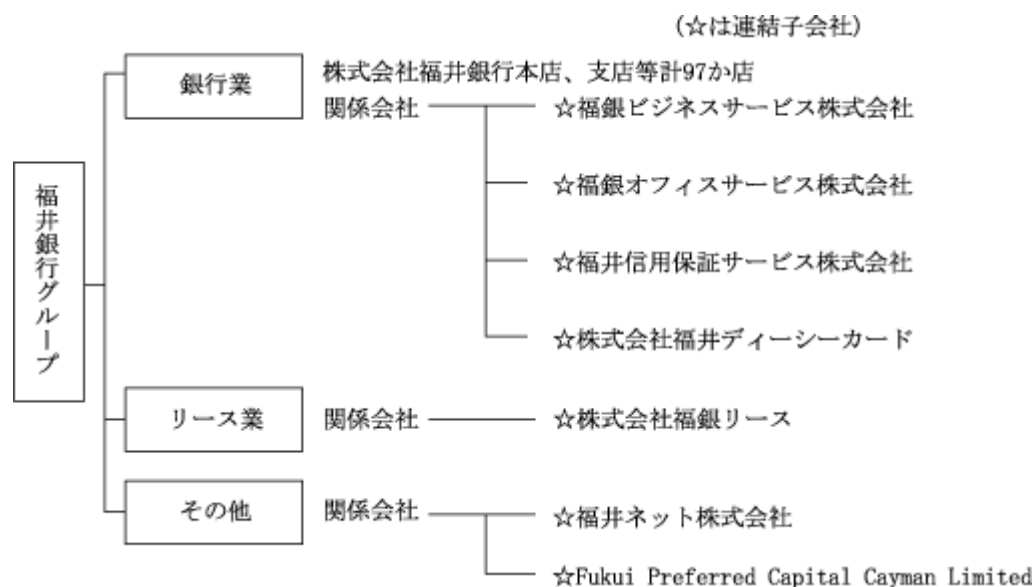 (☆は連結子会社)
銀行業
株式会社福井銀行本店、支店等計97か店
関係会社
☆福銀ビジネスサービス株式会社
☆福銀オフィスサービス株式会社
☆福井信用保証サービス株式会社
☆株式会社福井ディーシーカード
福井銀行グループ
リース業
関係会社
☆株式会社福銀リース
その他
関係会社
☆福井ネット株式会社
☆Fukui Preferred Capital Cayman Limited